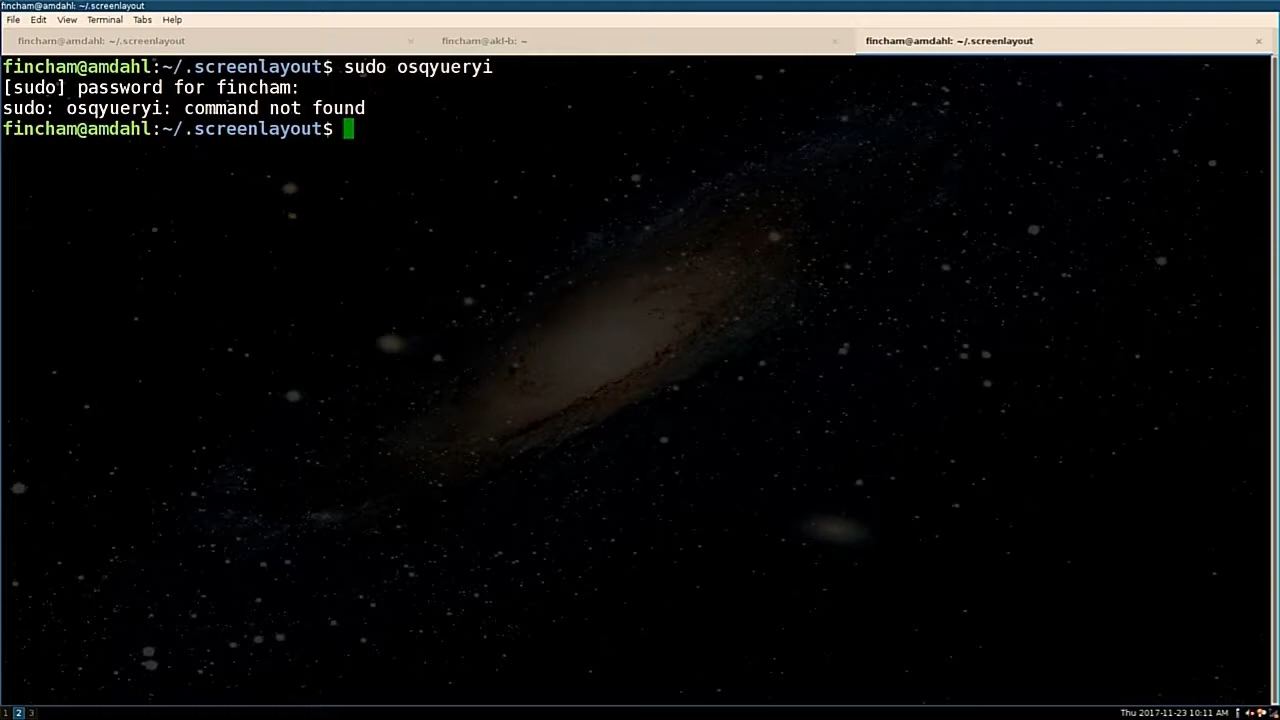 fincham@amdahl: ~/.screenlayout
File Edit View Terminal Tabs Help
fincham@amdahl: ~/.screenlayout × fincham@akl-b: ~ × fincham@amdahl: ~/.screenlayout ×
fincham@amdahl:~/.screenlayout$ sudo osqyueryi
[sudo] password for fincham:
sudo: osqyueryi: command not found
fincham@amdahl:~/.screenlayout$
1 2 3 Thu 2017-11-23 10:11 AM